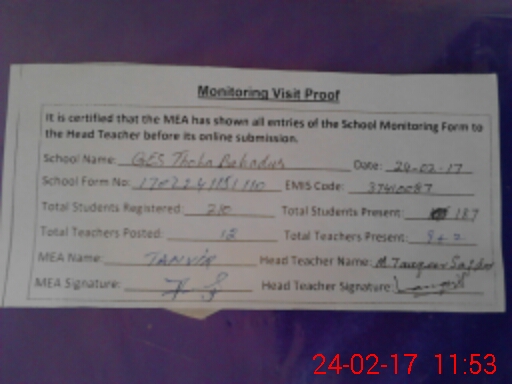 Monitoring Visit Proof
It is certified that the MEA has shown all entries of the School Monitoring Form to
the Head Teacher before its online submission.
School Name: GES Date: 24-02-17
School Form No: EMIS Code: 37410087
Total Students Registered: 210 Total Students Present: 187
Total Teachers Posted: 12 Total Teachers Present: 9+2
MEA Name: TANVIR Head Teacher Name: M
MEA Signature: Head Teacher Signature:
24-02-17 11:53